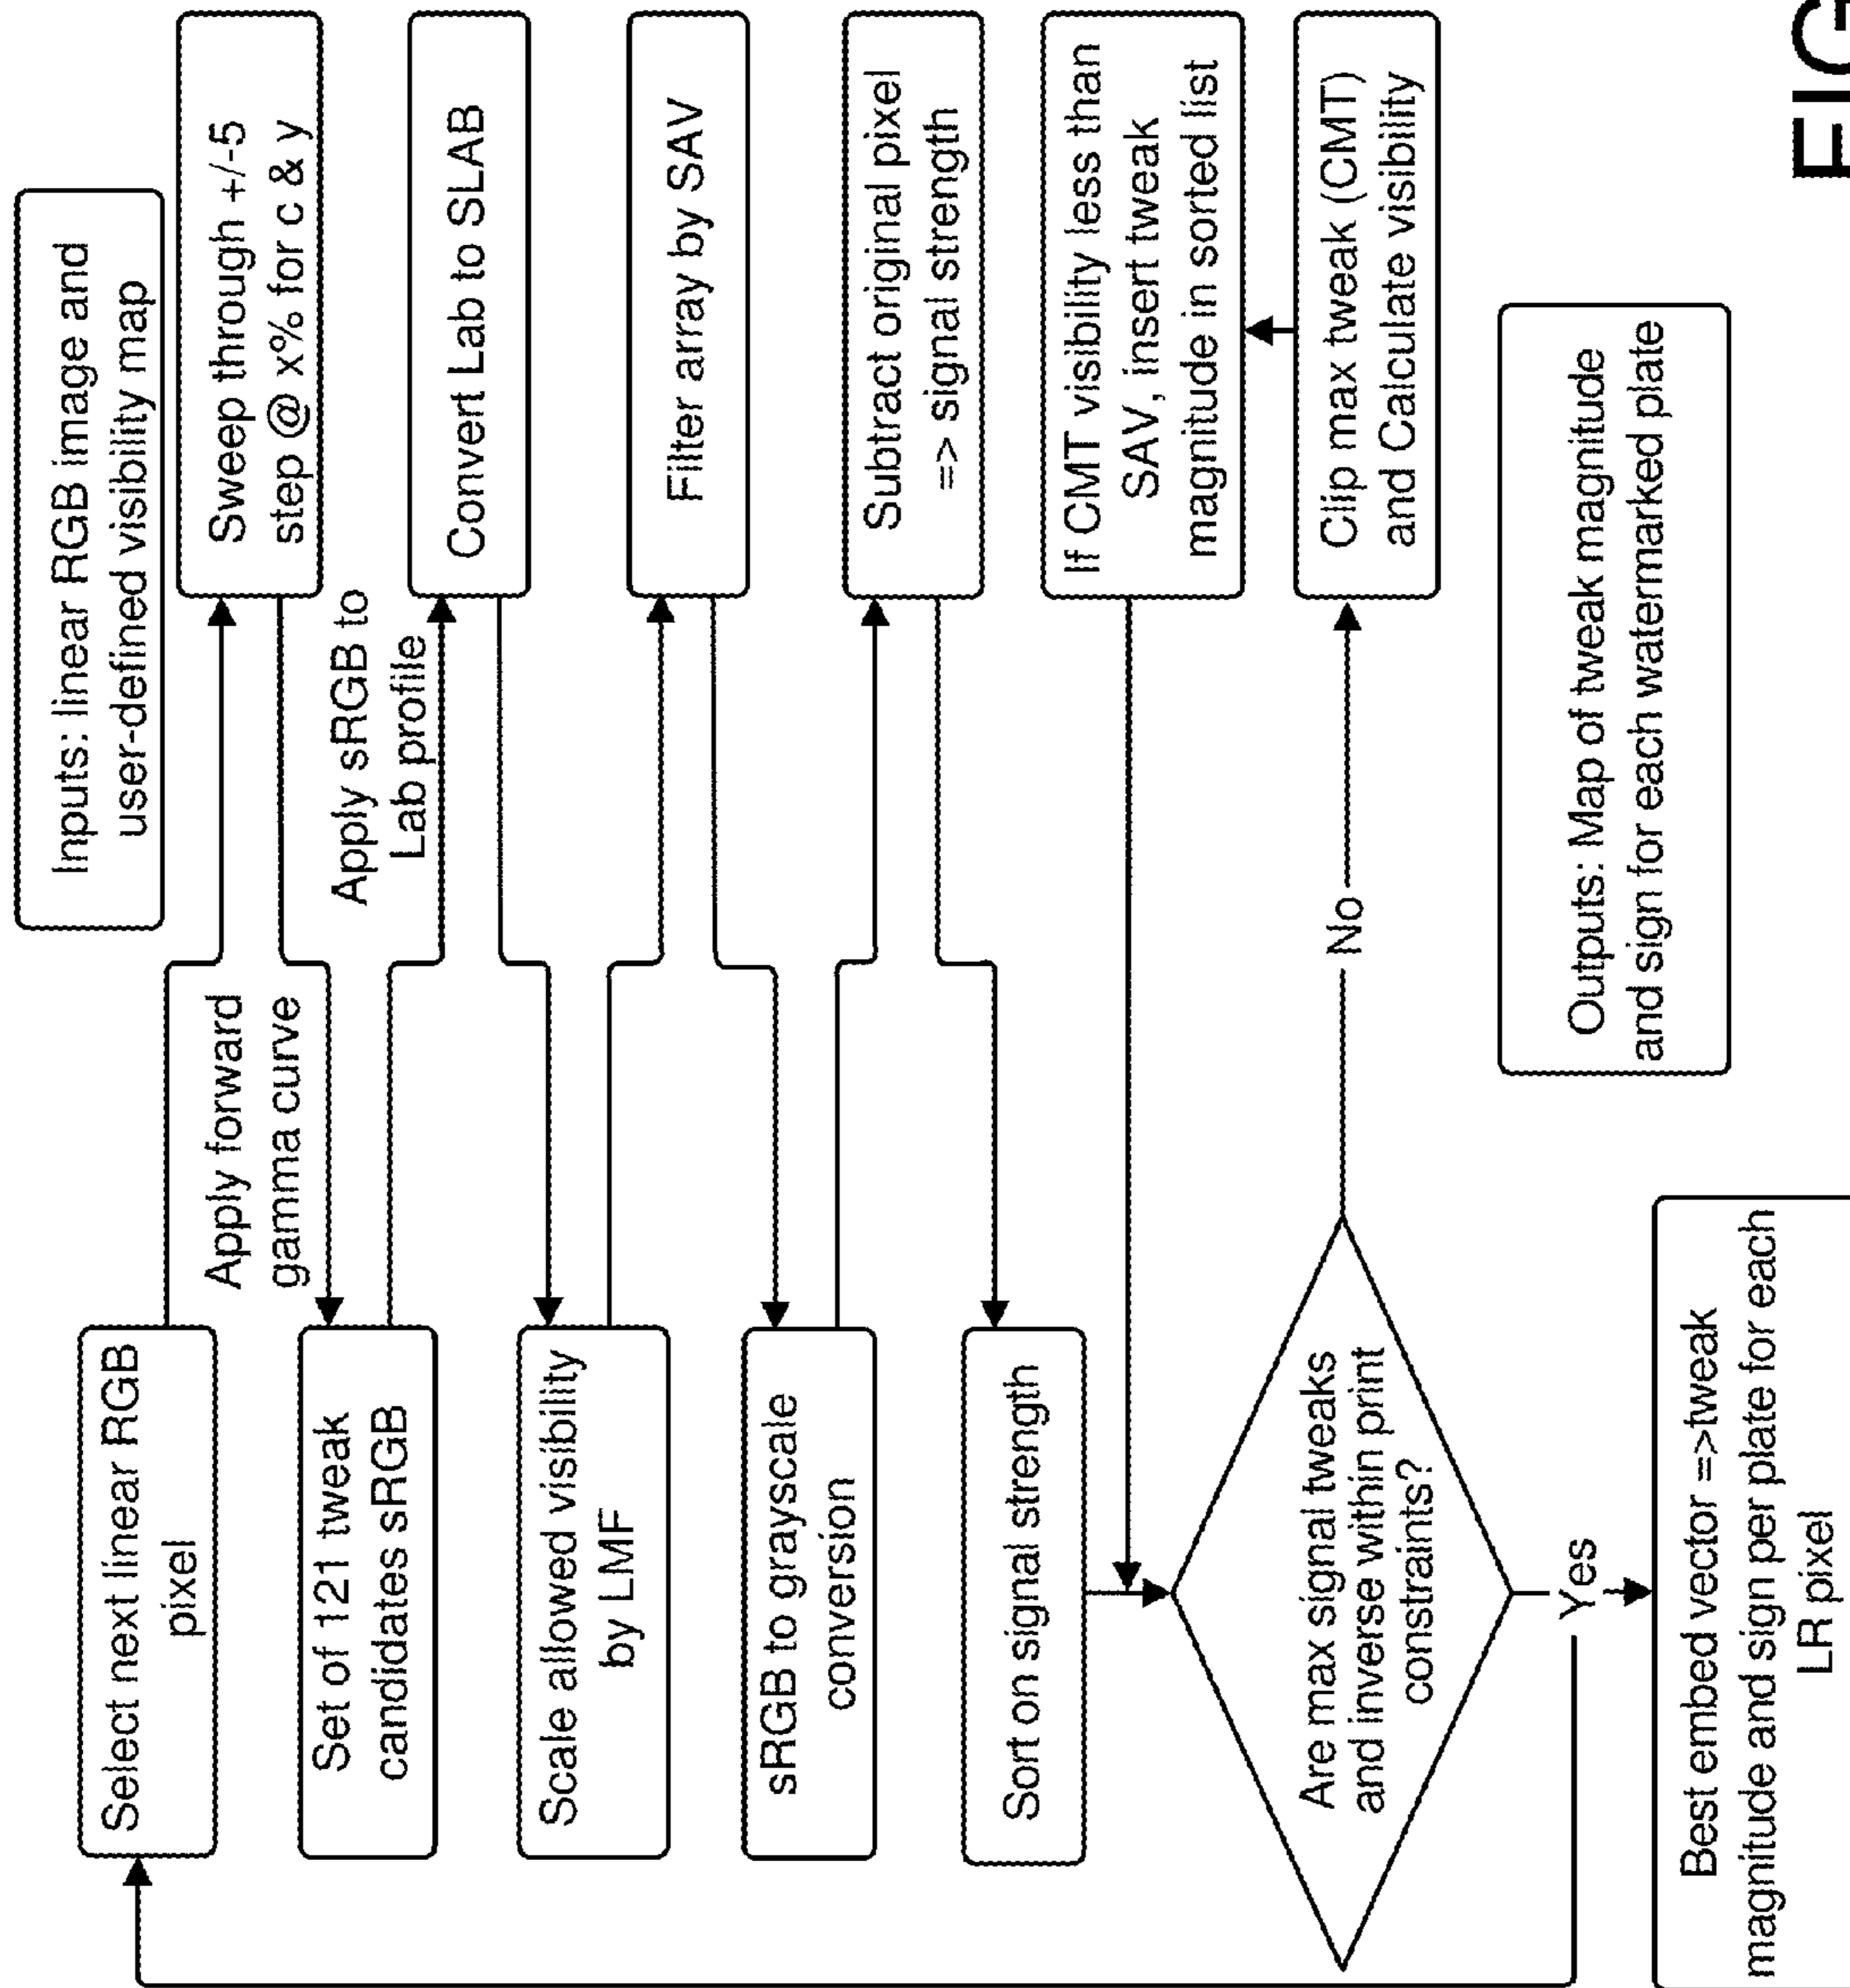 Inputs: linear RGB image and
user-defined visibility map
Select next linear RGB
pixel
Apply forward
gamma curve
Sweep through +/-5
step @ x% for c & y
Set of 121 tweak
candidates sRGB
Apply sRGB to
Lab profile
Convert Lab to SLAB
Scale allowed visibility
by LMF
Filter array by SAV
sRGB to grayscale
conversion
Subtract original pixel
=> signal strength
Sort on signal strength
If CMT visibility less than
SAV, insert tweak
magnitude in sorted list
Are max signal tweaks
and inverse within print
constraints?
No
Clip max tweak (CMT)
and Calculate visibility
Yes
Best embed vector =>tweak
magnitude and sign per plate for each
LR pixel
Outputs: Map of tweak magnitude
and sign for each watermarked plate